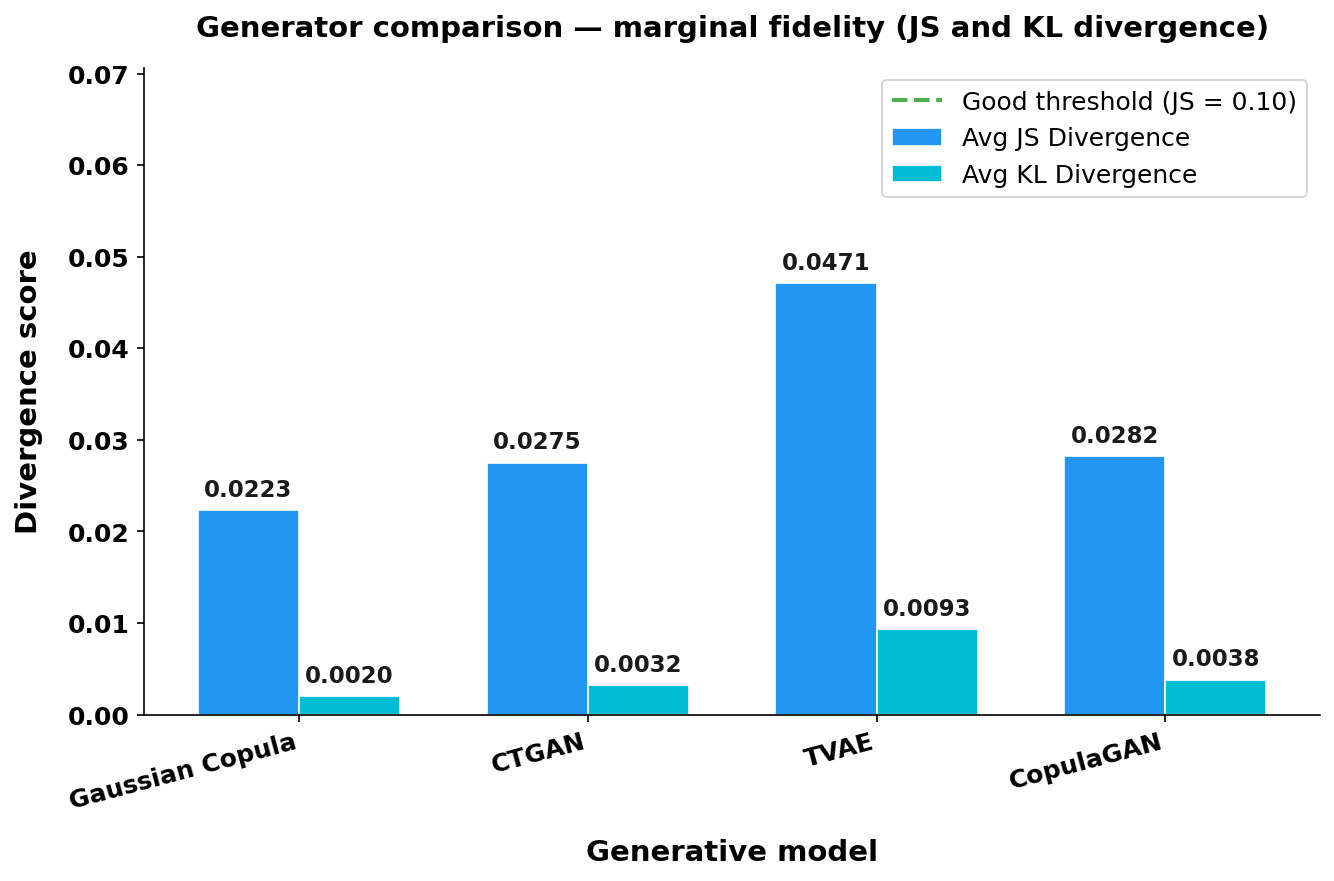 Generator comparison — marginal fidelity (JS and KL divergence)
Divergence score
0.07
0.06
0.05
0.04
0.03
0.02
0.01
0.00
Good threshold (JS = 0.10)
Avg JS Divergence
Avg KL Divergence
0.0223
0.0020
0.0275
0.0032
0.0471
0.0093
0.0282
0.0038
Gaussian Copula
CTGAN
TVAE
CopulaGAN
Generative model